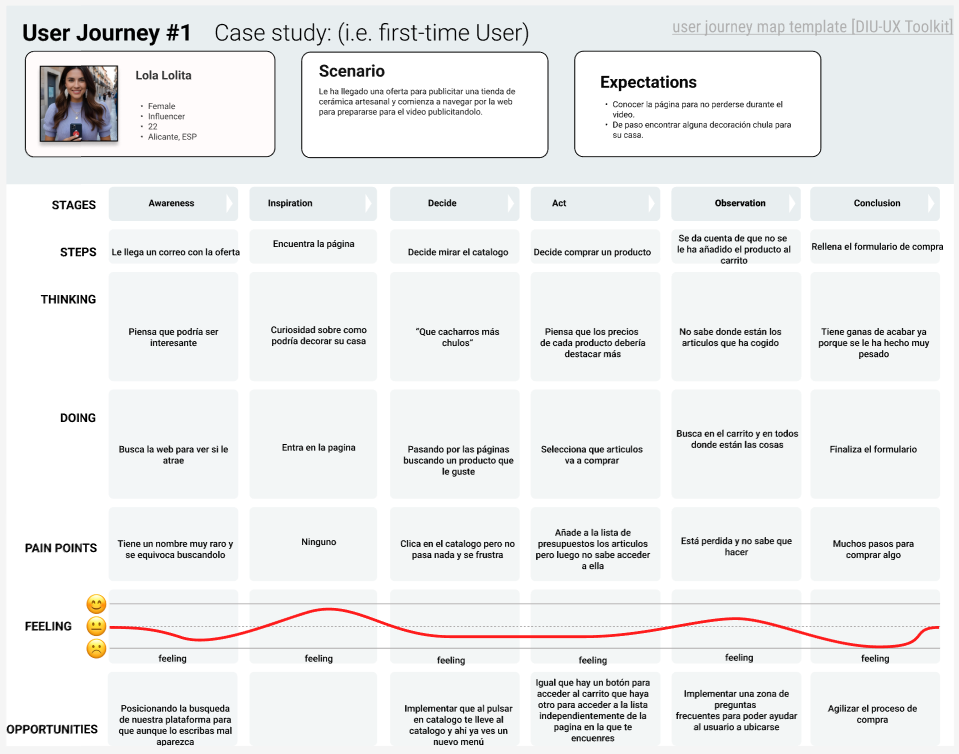 User Journey #1 Case study: (i.e. first-time User)
user journey map template [DIU-UX Toolkit]
Lola Lolita
• Female
• Influencer
• 22
• Alicante, ESP
Scenario
Le ha llegado una oferta para publicitar una tienda de
cerámica artesanal y comienza a navegar por la web
para prepararse para el video publicitandolo.
Expectations
• Conocer la página para no perderse durante el
video.
• De paso encontrar alguna decoración chula para
su casa.
STAGES
Awareness
Inspiration
Decide
Act
Observation
Conclusion
STEPS
Le llega un correo con la oferta
Encuentra la página
Decide mirar el catalogo
Decide comprar un producto
Se da cuenta de que no se
le ha añadido el producto al
carrito
Rellena el formulario de compra
THINKING
Piensa que podría ser
interesante
Curiosidad sobre como
podría decorar su casa
“Que cacharros más
chulos”
Piensa que los precios
de cada producto debería
destacar más
No sabe donde están los
articulos que ha cogido
Tiene ganas de acabar ya
porque se le ha hecho muy
pesado
DOING
Busca la web para ver si le
atrae
Entra en la pagina
Pasando por las páginas
buscando un producto que
le guste
Selecciona que articulos
va a comprar
Busca en el carrito y en todos
donde están las cosas
Finaliza el formulario
PAIN POINTS
Tiene un nombre muy raro y
se equivoca buscandolo
Ninguno
Clica en el catalogo pero no
pasa nada y se frustra
Añade a la lista de
presupuestos los articulos
pero luego no sabe acceder
a ella
Está perdida y no sabe que
hacer
Muchos pasos para
comprar algo
FEELING
feeling
feeling
feeling
feeling
feeling
feeling
OPPORTUNITIES
Posicionando la busqueda
de nuestra plataforma para
que aunque lo escribas mal
aparezca
Implementar que al pulsar
en catalogo te lleve al
catalogo y ahi ya ves un
nuevo menú
Igual que hay un botón para
acceder al carrito que haya
otro para acceder a la lista
independientemente de la
pagina en la que te
encuenres
Implementar una zona de
preguntas
frecuentes para poder ayudar
al usuario a ubicarse
Agilizar el proceso de
compra